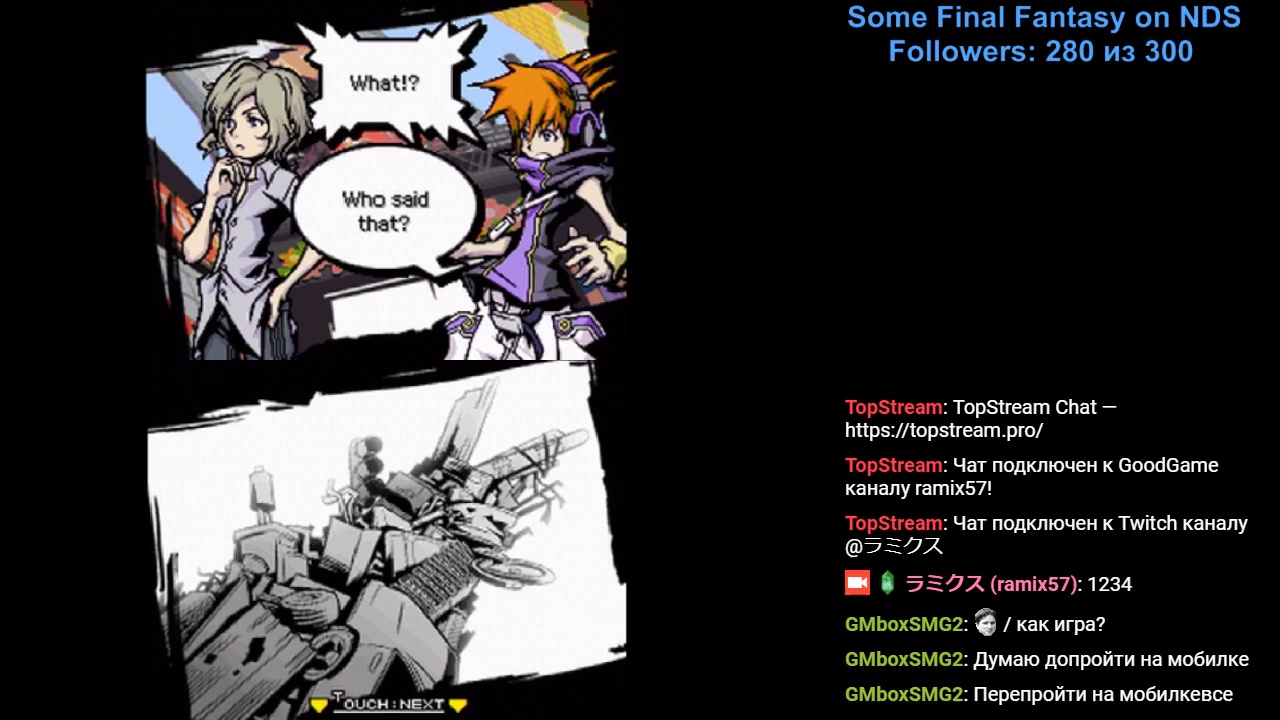 Some Final Fantasy on NDS
Followers: 280 из 300
What!?
Who said
that?
TOUCH:NEXT
TopStream: TopStream Chat —
https://topstream.pro/
TopStream: Чат подключен к GoodGame
каналу ramix57!
TopStream: Чат подключен к Twitch каналу
@ラミクス
ラミクス (ramix57): 1234
GMboxSMG2: / как игра?
GMboxSMG2: Думаю допройти на мобилке
GMboxSMG2: Перепройти на мобилкевсе